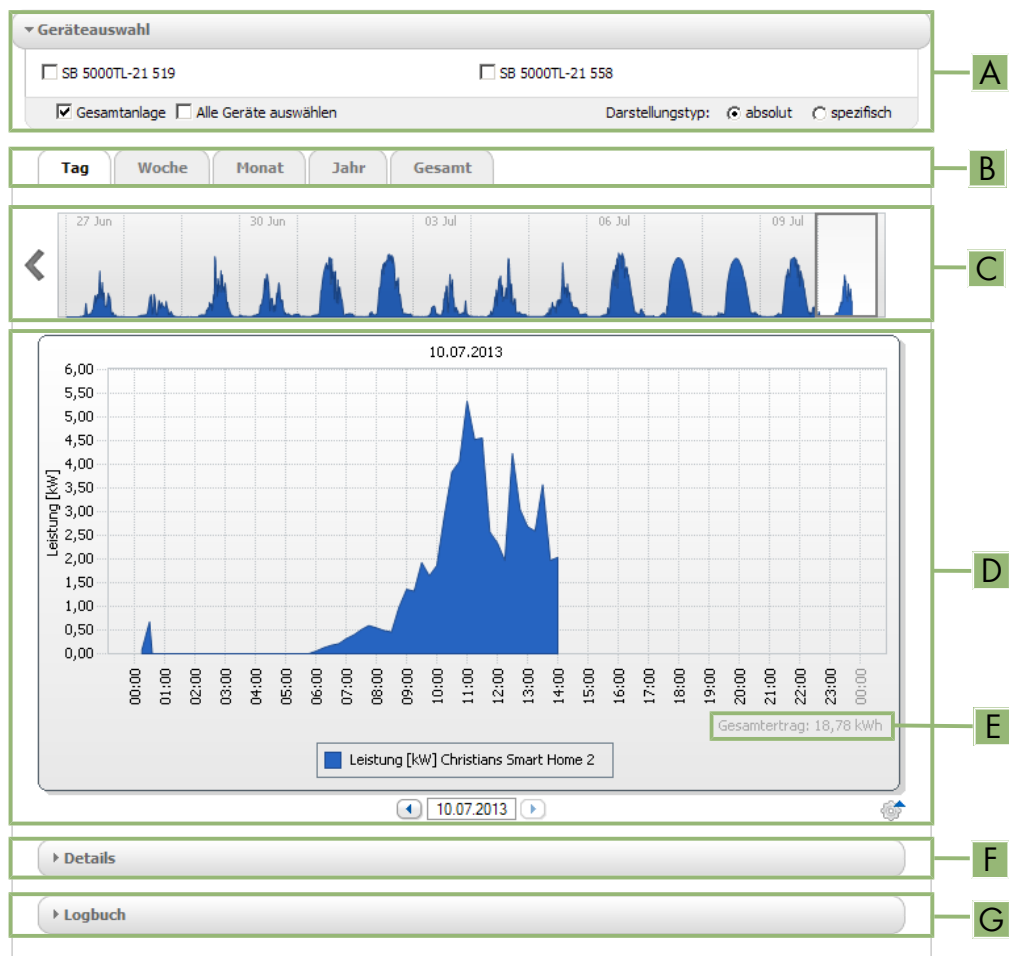 Geräteauswahl
SB 5000TL-21 519 SB 5000TL-21 558
A
Gesamtanlage Alle Geräte auswählen Darstellungstyp: absolut spezifisch
Tag Woche Monat Jahr Gesamt
B
27 Jun 30 Jun 03 Jul 06 Jul 09 Jul
C
10.07.2013
6,00
5,50
5,00
4,50
4,00
3,50
3,00
2,50
2,00
1,50
1,00
0,50
0,00
Leistung [kW]
D
00:00 01:00 02:00 03:00 04:00 05:00 06:00 07:00 08:00 09:00 10:00 11:00 12:00 13:00 14:00 15:00 16:00 17:00 18:00 19:00 20:00 21:00 22:00 23:00 00:00
Gesamtertrag: 18,78 kWh
E
Leistung [kW] Christians Smart Home 2
10.07.2013
Details
F
Logbuch
G